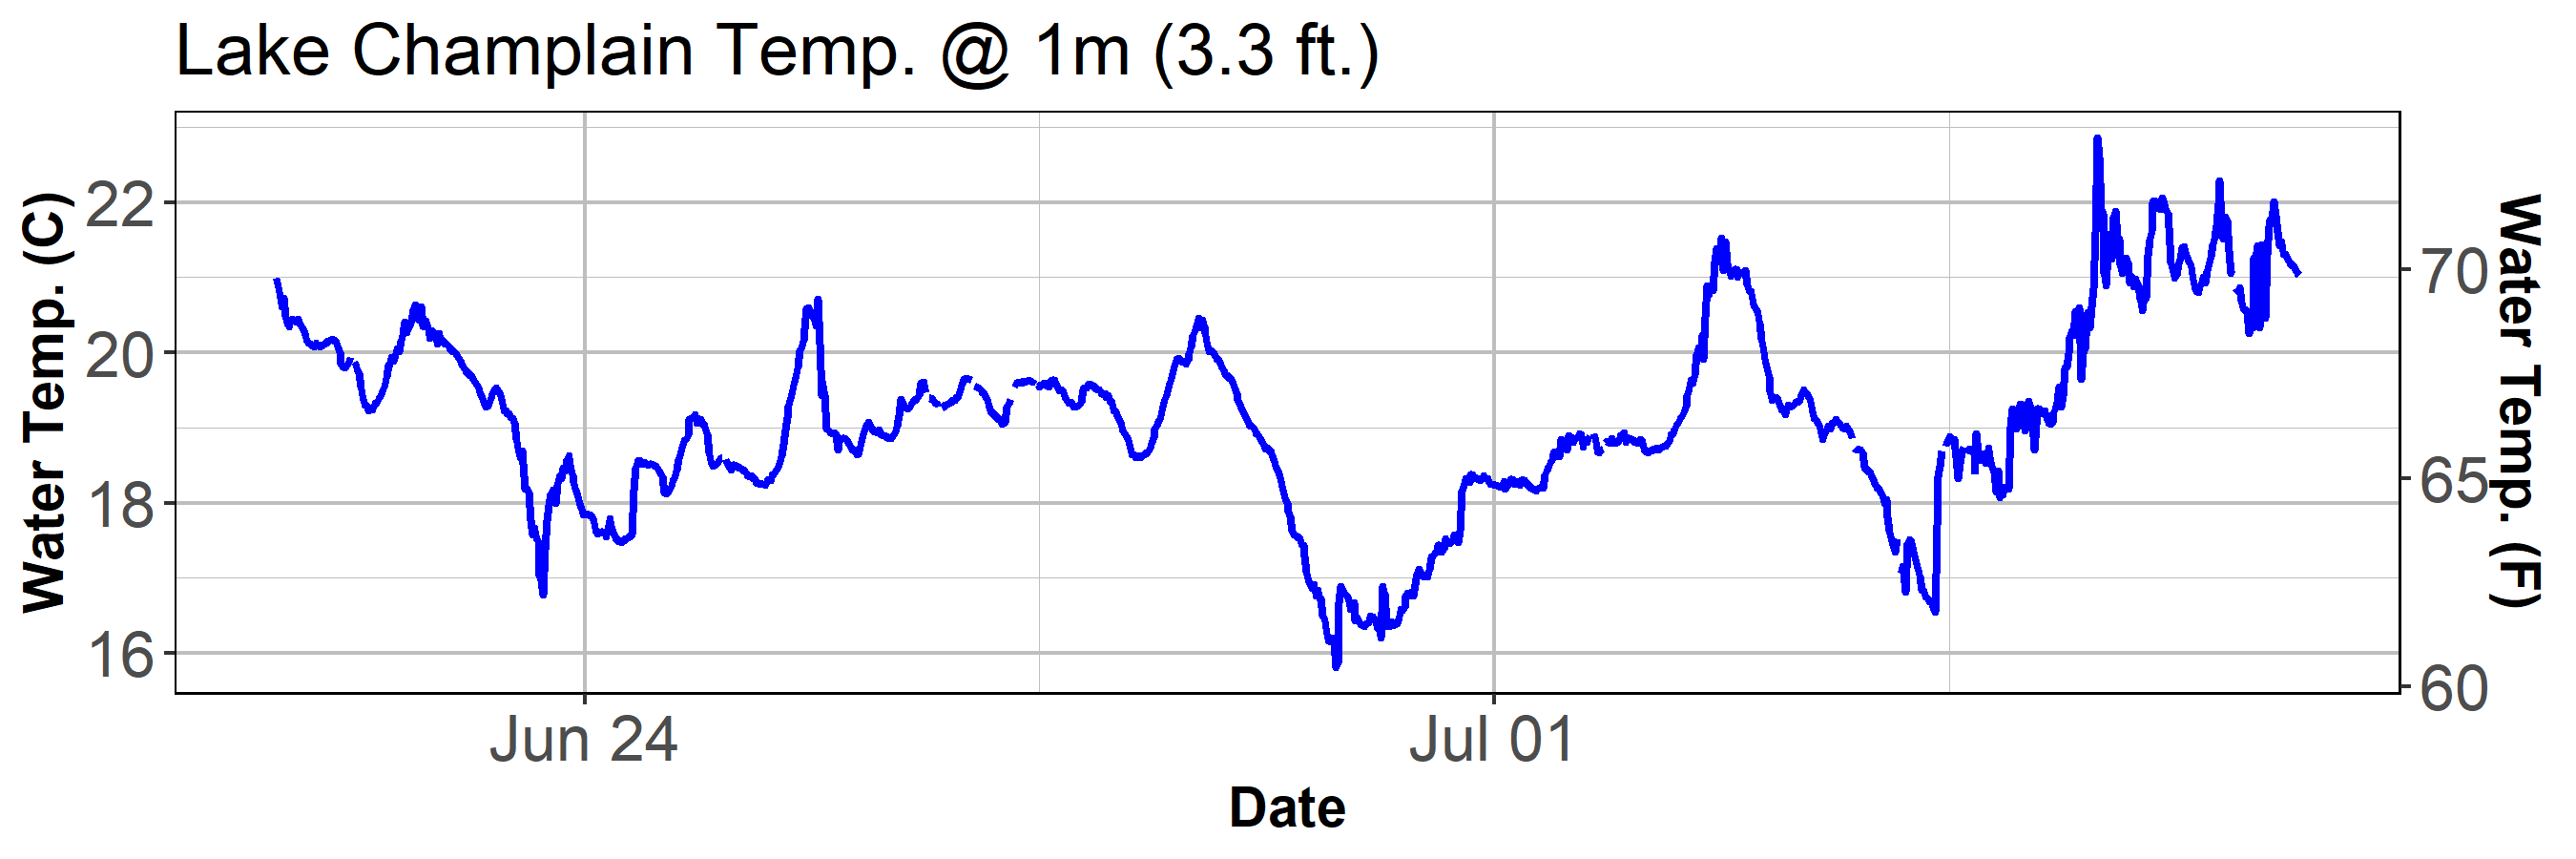 Lake Champlain Temp. @ 1m (3.3 ft.)
Water Temp. (C)
22
20
18
16
70
65
60
Water Temp. (F)
Jun 24
Jul 01
Date